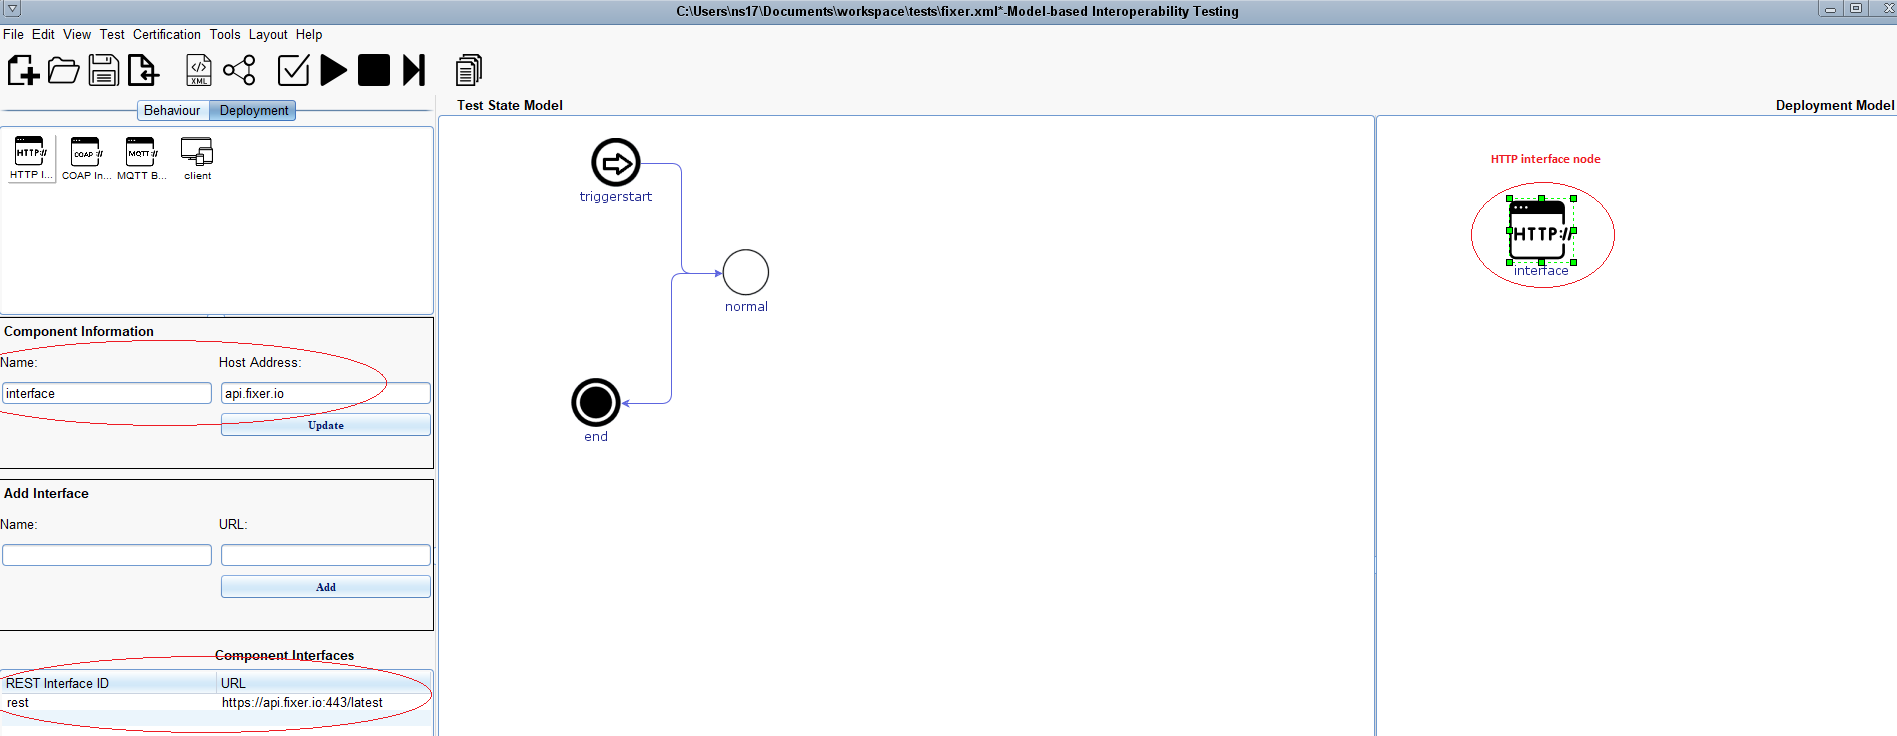 C:\Users\ns17\Documents\workspace\tests\fixer.xml*-Model-based Interoperability Testing
File Edit View Test Certification Tools Layout Help
</>
XML
Behaviour Deployment
Test State Model
Deployment Model
HTTP://
COAP://
MQTT://
HTTP I...
COAP In...
MQTT B...
client
triggerstart
normal
end
HTTP interface node
HTTP://
interface
Component Information
Name: Host Address:
interface api.fixer.io
Update
Add Interface
Name: URL:
Add
Component Interfaces
REST Interface ID URL
rest https://api.fixer.io:443/latest